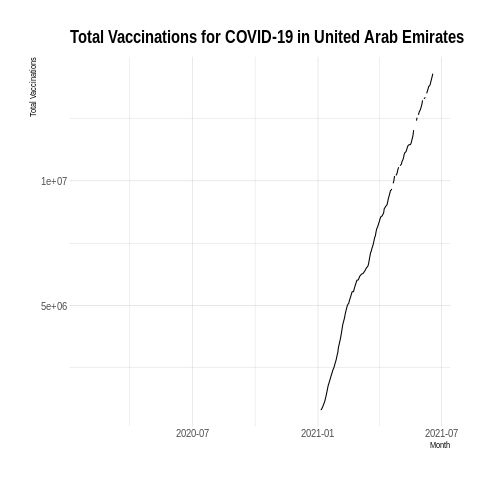 Total Vaccinations for COVID-19 in United Arab Emirates
Total Vaccinations
1e+07
5e+06
2020-07
2021-01
2021-07
Month